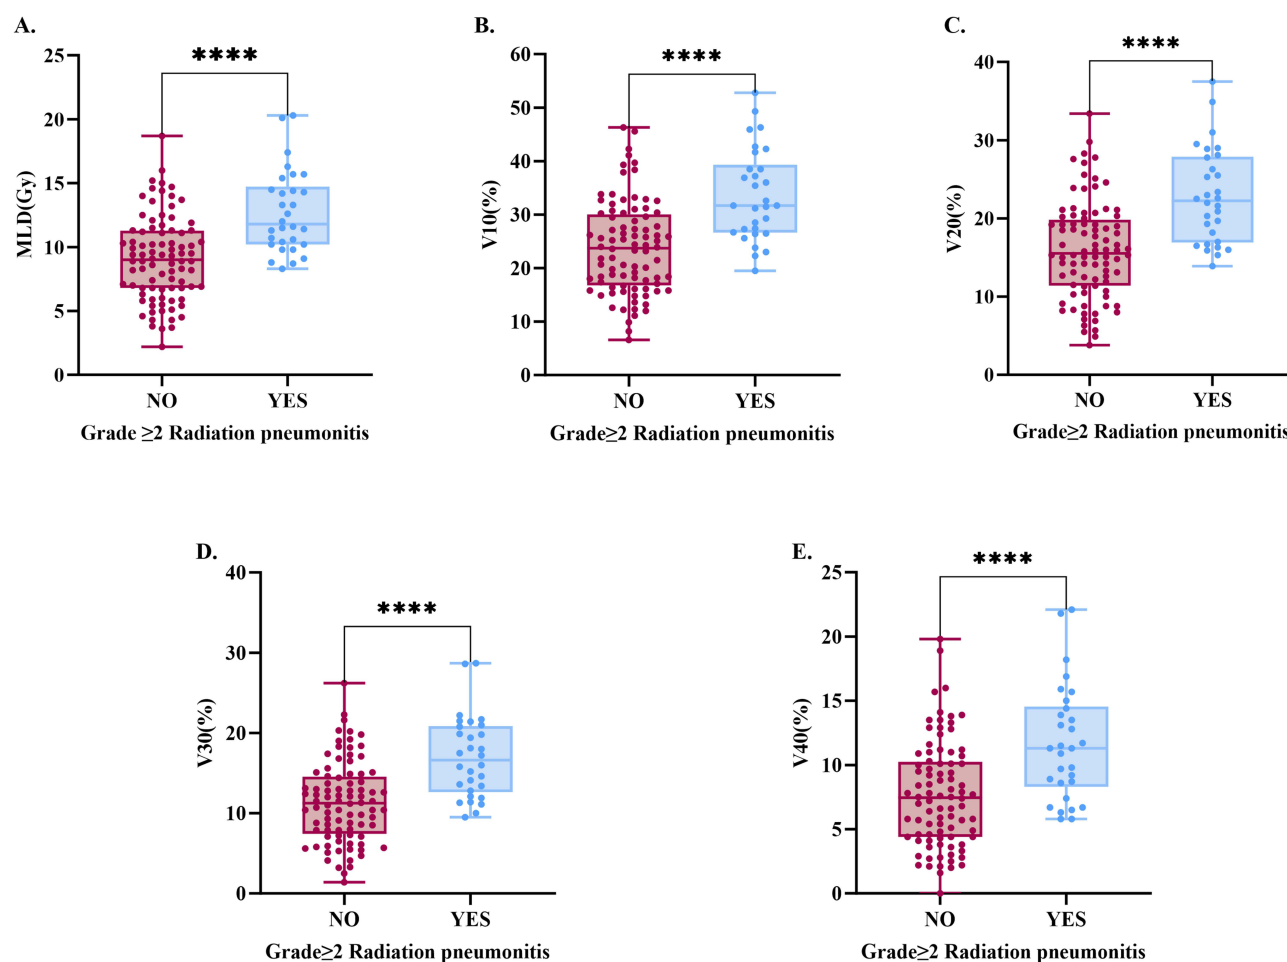 A.
****
MLD(Gy)
25
20
15
10
5
0
NO YES
Grade ≥2 Radiation pneumonitis
B.
****
V10(%)
60
50
40
30
20
10
0
NO YES
Grade≥2 Radiation pneumonitis
C.
****
V20(%)
40
30
20
10
0
NO YES
Grade≥2 Radiation pneumonitis
D.
****
V30(%)
40
30
20
10
0
NO YES
Grade≥2 Radiation pneumonitis
E.
****
V40(%)
25
20
15
10
5
0
NO YES
Grade≥2 Radiation pneumonitis